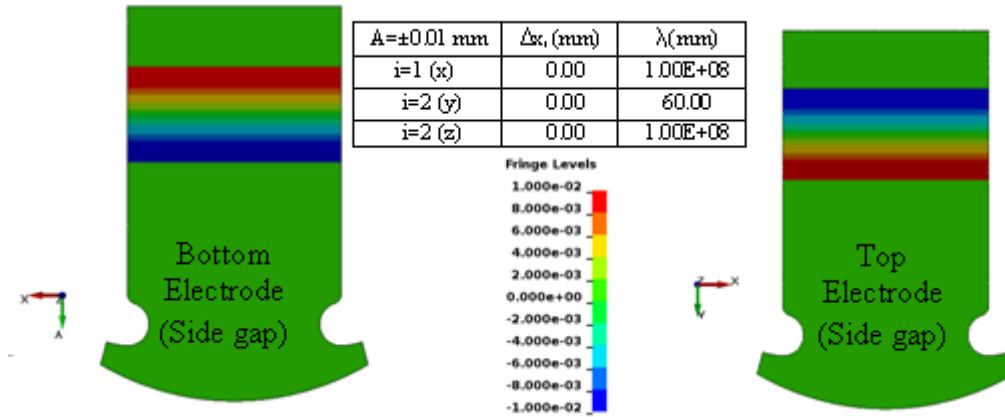 A=±0.01 mm Δxᵢ (mm) λ(mm)
i=1 (x) 0.00 1.00E+08
i=2 (y) 0.00 60.00
i=2 (z) 0.00 1.00E+08
Fringe Levels
1.000e-02
8.000e-03
6.000e-03
4.000e-03
2.000e-03
0.000e+00
-2.000e-03
-4.000e-03
-6.000e-03
-8.000e-03
-1.000e-02
Bottom
Electrode
(Side gap)
X
Top
Electrode
(Side gap)
Z X
Y